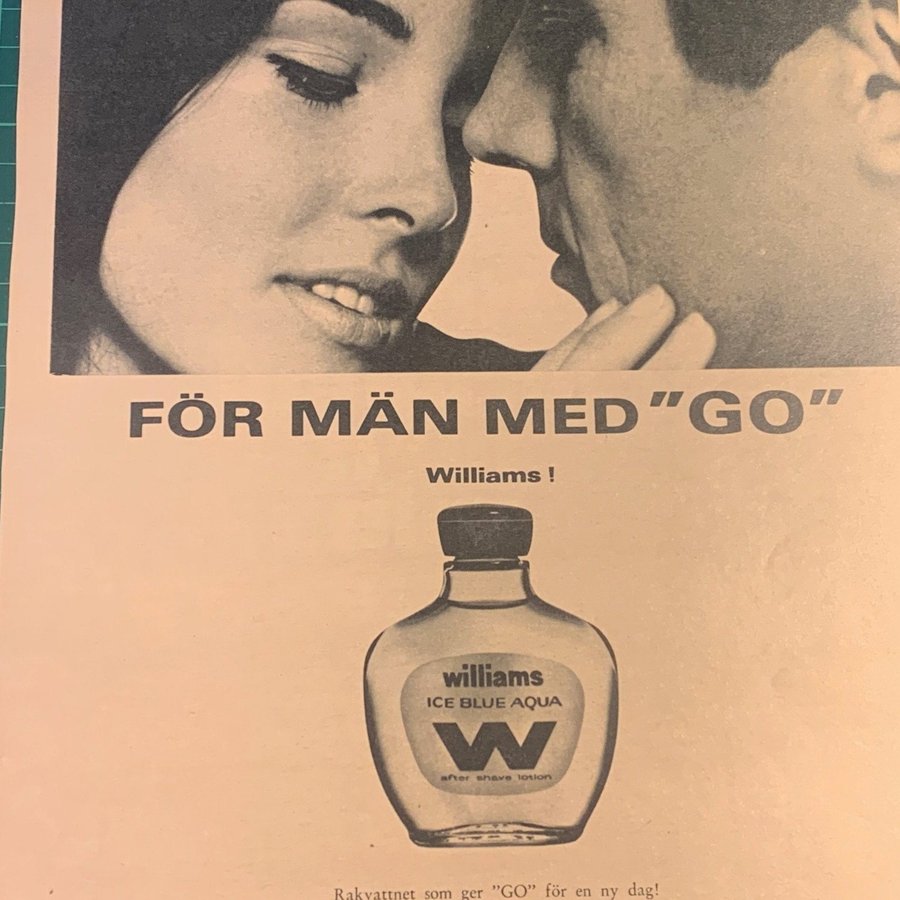 FÖR MÄN MED "GO"
Williams!
williams
ICE BLUE AQUA
W
after shave lotion
Rakvattnet som ger "GO" för en ny dag!